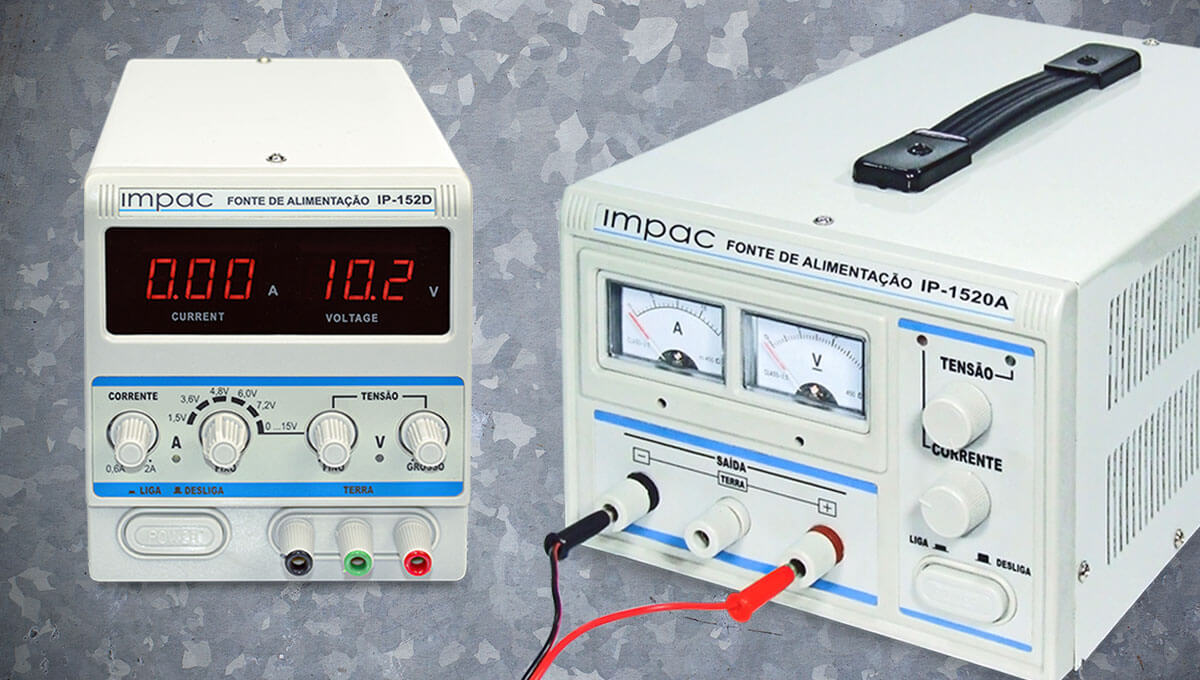 impac FONTE DE ALIMENTAÇÃO IP-152D
0.00 A 10.2 V
CURRENT VOLTAGE
CORRENTE
1,5V 3,6V 4,8V 6,0V 7,2V 0 ...15V
TENSÃO
A V
0,6A 2A FIXO FINO GROSSO
LIGA DESLIGA TERRA
POWER
impac FONTE DE ALIMENTAÇÃO IP-1520A
A
V
TENSÃO
CORRENTE
SAÍDA
− TERRA +
LIGA DESLIGA